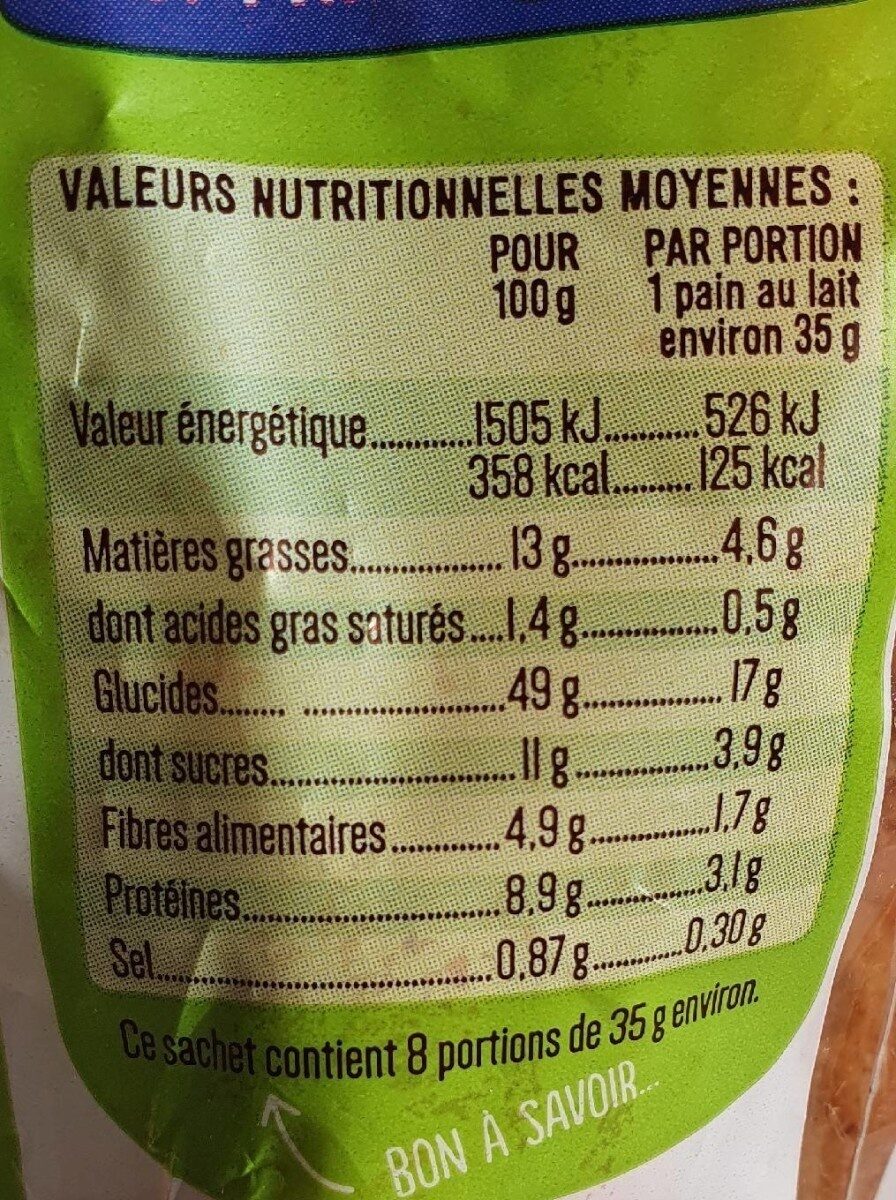 VALEURS NUTRITIONNELLES MOYENNES :
POUR PAR PORTION
100 g 1 pain au lait
environ 35 g
Valeur énergétique............1505 kJ...........526 kJ
358 kcal..........125 kcal
Matières grasses.................. 13 g.................4,6 g
dont acides gras saturés.....1,4 g.................0,5 g
Glucides........ .........................49 g................. 17 g
dont sucres...............................11 g.................3,9 g
Fibres alimentaires.............4,9 g...............1,7 g
Protéines................................8,9 g...............3,1 g
Sel..........................................0,87 g............0,30 g
Ce sachet contient 8 portions de 35 g environ.
BON À SAVOIR...